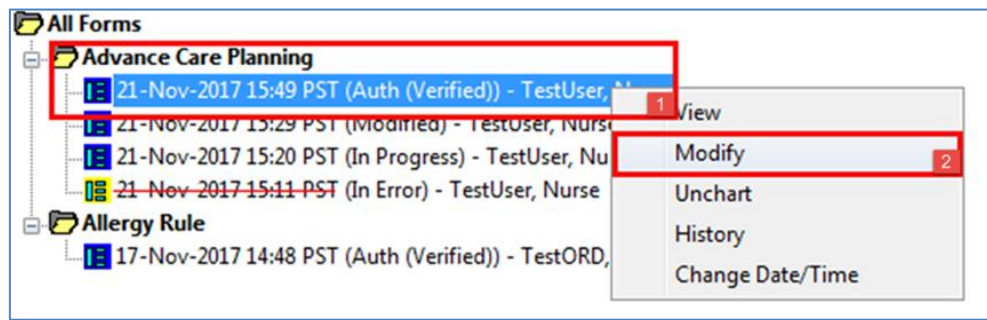 All Forms
Advance Care Planning
21-Nov-2017 15:49 PST (Auth (Verified)) - TestUser,
1
View
21-Nov-2017 15:29 PST (Modified) - TestUser, Nurse
Modify
2
21-Nov-2017 15:20 PST (In Progress) - TestUser, Nu
21-Nov-2017 15:11 PST (In Error) - TestUser, Nurse
Unchart
Allergy Rule
History
17-Nov-2017 14:48 PST (Auth (Verified)) - TestORD,
Change Date/Time